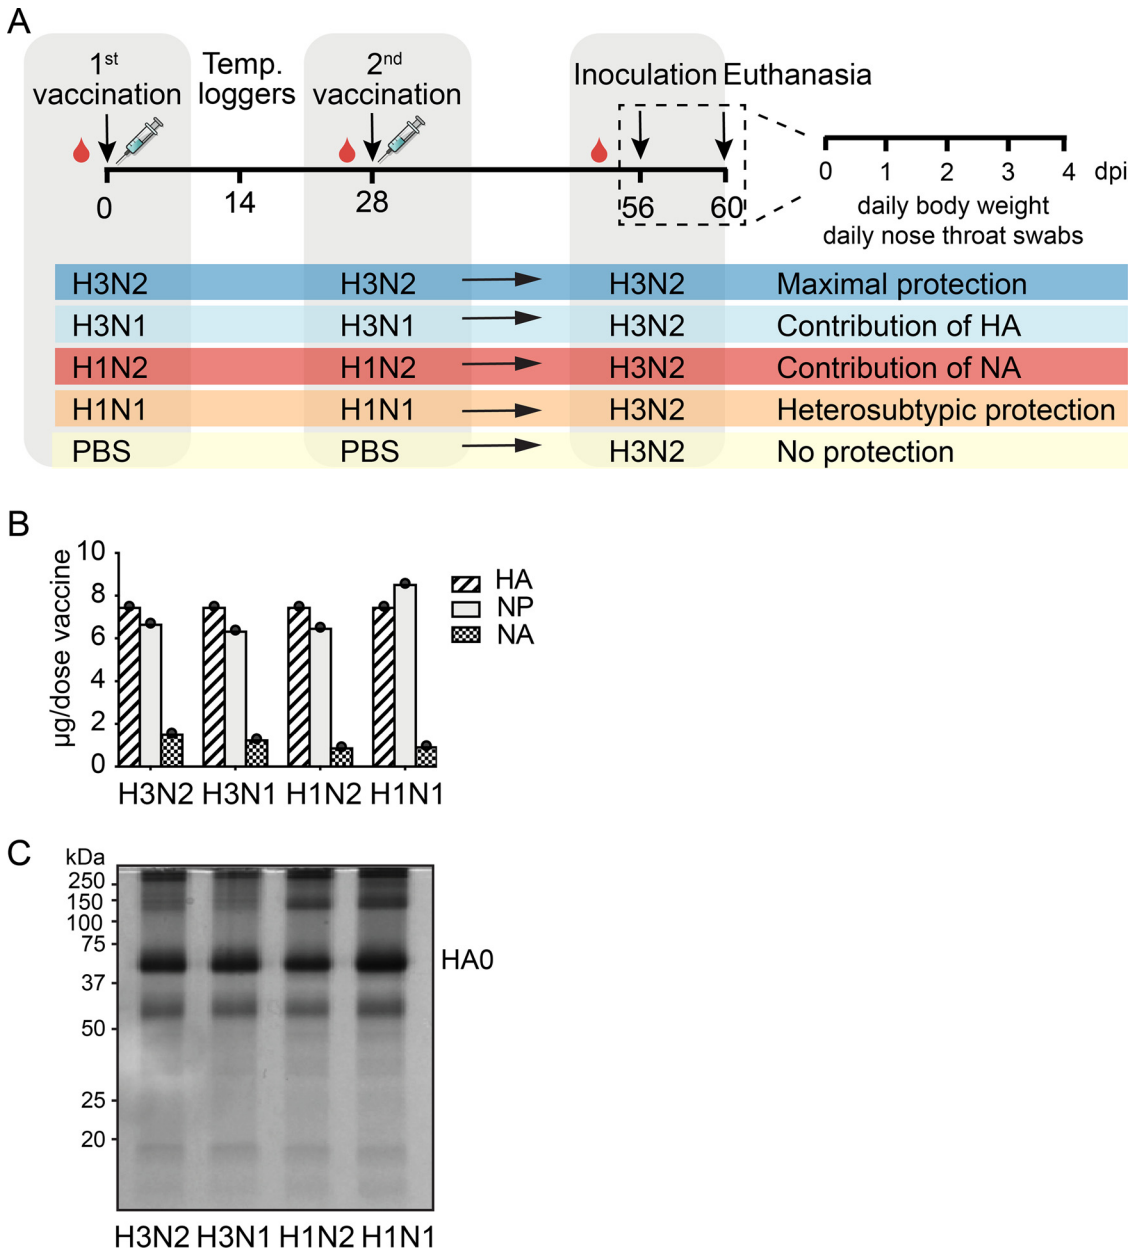 A
1st vaccination
Temp. loggers
2nd vaccination
Inoculation Euthanasia
0 14 28 56 60
0 1 2 3 4 dpi
daily body weight
daily nose throat swabs
H3N2 H3N2 H3N2 Maximal protection
H3N1 H3N1 H3N2 Contribution of HA
H1N2 H1N2 H3N2 Contribution of NA
H1N1 H1N1 H3N2 Heterosubtypic protection
PBS PBS H3N2 No protection
B
µg/dose vaccine
10
8
6
4
2
0
HA
NP
NA
H3N2 H3N1 H1N2 H1N1
C
kDa
250
150
100
75
37
50
25
20
HA0
H3N2 H3N1 H1N2 H1N1